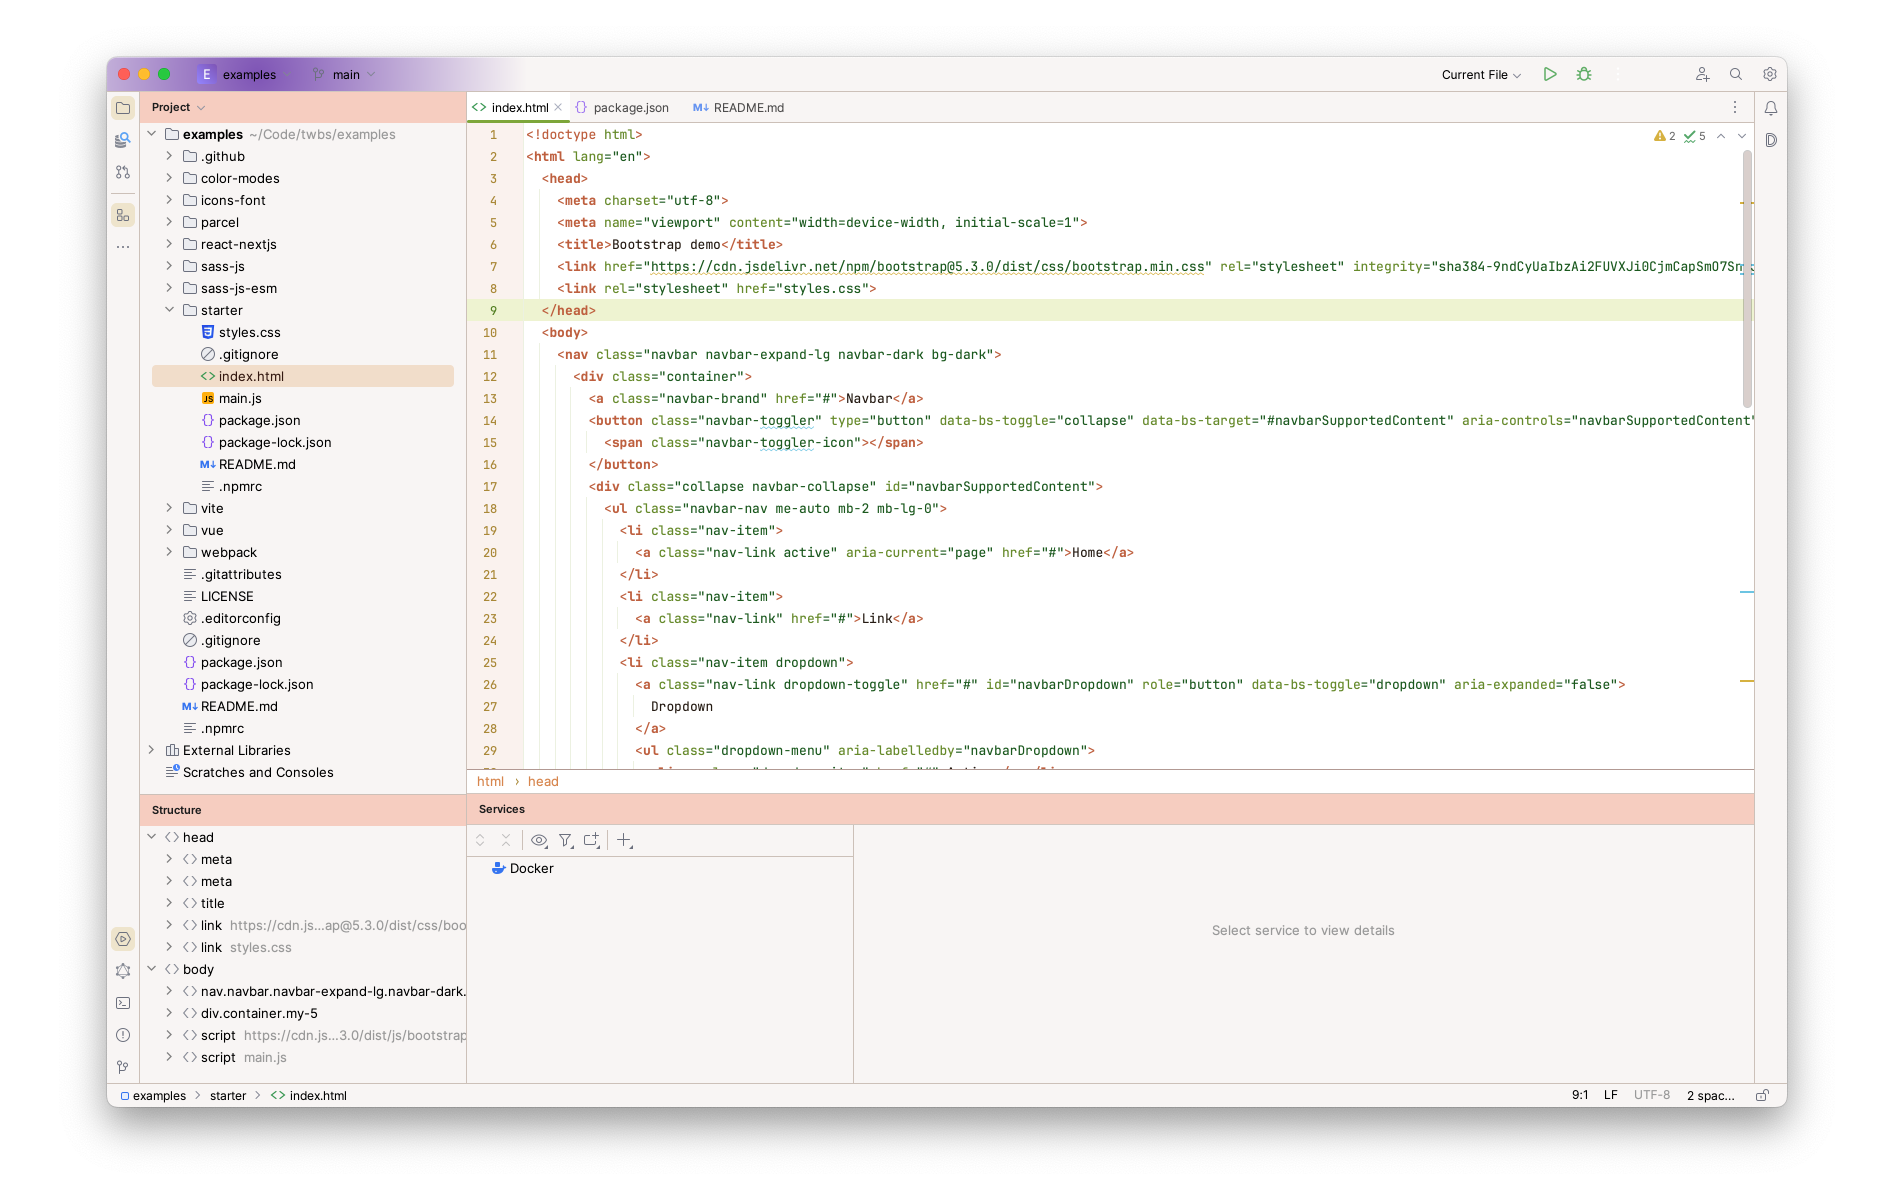 E examples main Current File
Project
index.html package.json README.md
examples ~/Code/twbs/examples
.github
color-modes
icons-font
parcel
react-nextjs
sass-js
sass-js-esm
starter
styles.css
.gitignore
index.html
main.js
package.json
package-lock.json
README.md
.npmrc
vite
vue
webpack
.gitattributes
LICENSE
.editorconfig
.gitignore
package.json
package-lock.json
README.md
.npmrc
External Libraries
Scratches and Consoles
2 5
1 <!doctype html>
2 <html lang="en">
3 <head>
4 <meta charset="utf-8">
5 <meta name="viewport" content="width=device-width, initial-scale=1">
6 <title>Bootstrap demo</title>
7 <link href="https://cdn.jsdelivr.net/npm/bootstrap@5.3.0/dist/css/bootstrap.min.css" rel="stylesheet" integrity="sha384-9ndCyUaIbzAi2FUVXJi0CjmCapSmO7Sn
8 <link rel="stylesheet" href="styles.css">
9 </head>
10 <body>
11 <nav class="navbar navbar-expand-lg navbar-dark bg-dark">
12 <div class="container">
13 <a class="navbar-brand" href="#">Navbar</a>
14 <button class="navbar-toggler" type="button" data-bs-toggle="collapse" data-bs-target="#navbarSupportedContent" aria-controls="navbarSupportedContent"
15 <span class="navbar-toggler-icon"></span>
16 </button>
17 <div class="collapse navbar-collapse" id="navbarSupportedContent">
18 <ul class="navbar-nav me-auto mb-2 mb-lg-0">
19 <li class="nav-item">
20 <a class="nav-link active" aria-current="page" href="#">Home</a>
21 </li>
22 <li class="nav-item">
23 <a class="nav-link" href="#">Link</a>
24 </li>
25 <li class="nav-item dropdown">
26 <a class="nav-link dropdown-toggle" href="#" id="navbarDropdown" role="button" data-bs-toggle="dropdown" aria-expanded="false">
27 Dropdown
28 </a>
29 <ul class="dropdown-menu" aria-labelledby="navbarDropdown">
html › head
Structure
head
meta
meta
title
link https://cdn.js...ap@5.3.0/dist/css/boo
link styles.css
body
nav.navbar.navbar-expand-lg.navbar-dark.
div.container.my-5
script https://cdn.js...3.0/dist/js/bootstrap
script main.js
Services
Docker
Select service to view details
examples › starter › index.html 9:1 LF UTF-8 2 spac...